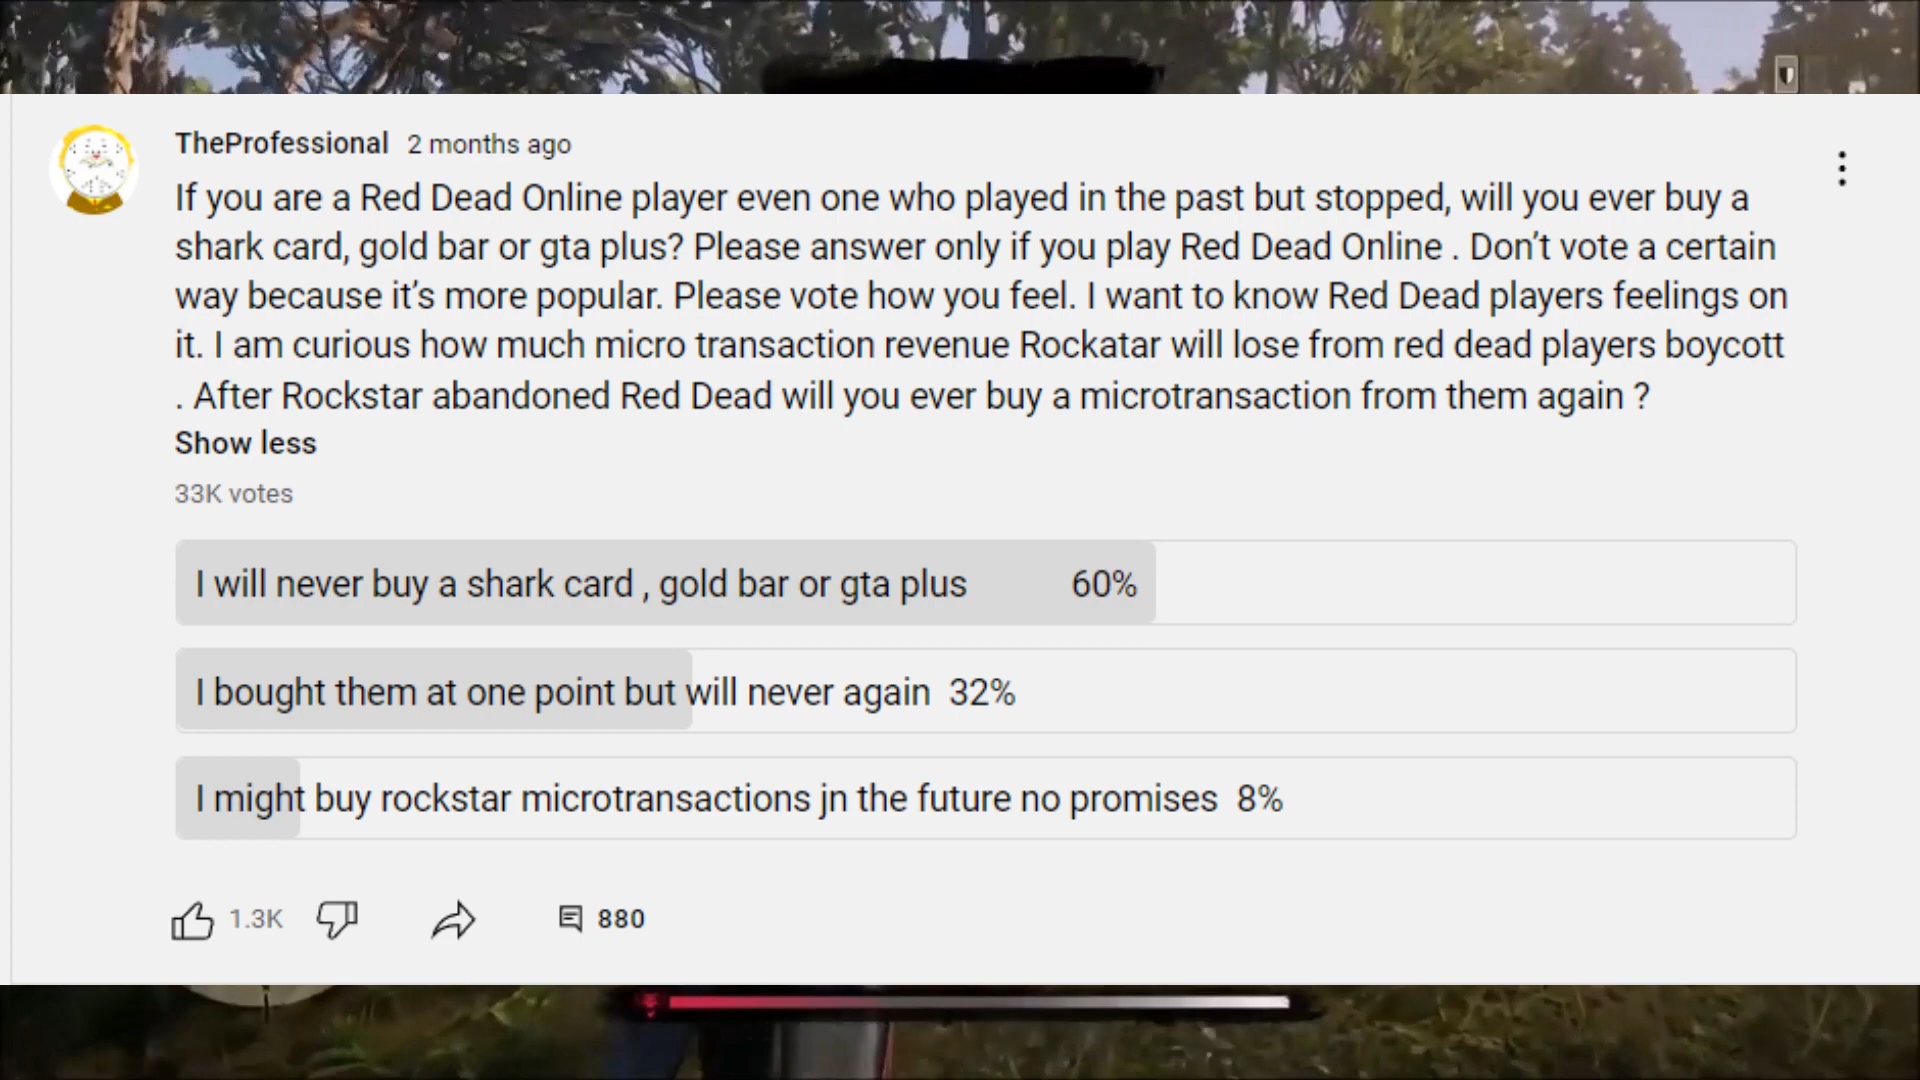 TheProfessional 2 months ago
If you are a Red Dead Online player even one who played in the past but stopped, will you ever buy a
shark card, gold bar or gta plus? Please answer only if you play Red Dead Online . Don’t vote a certain
way because it’s more popular. Please vote how you feel. I want to know Red Dead players feelings on
it. I am curious how much micro transaction revenue Rockatar will lose from red dead players boycott
. After Rockstar abandoned Red Dead will you ever buy a microtransaction from them again ?
Show less
33K votes
I will never buy a shark card , gold bar or gta plus 60%
I bought them at one point but will never again 32%
I might buy rockstar microtransactions jn the future no promises 8%
1.3K 880